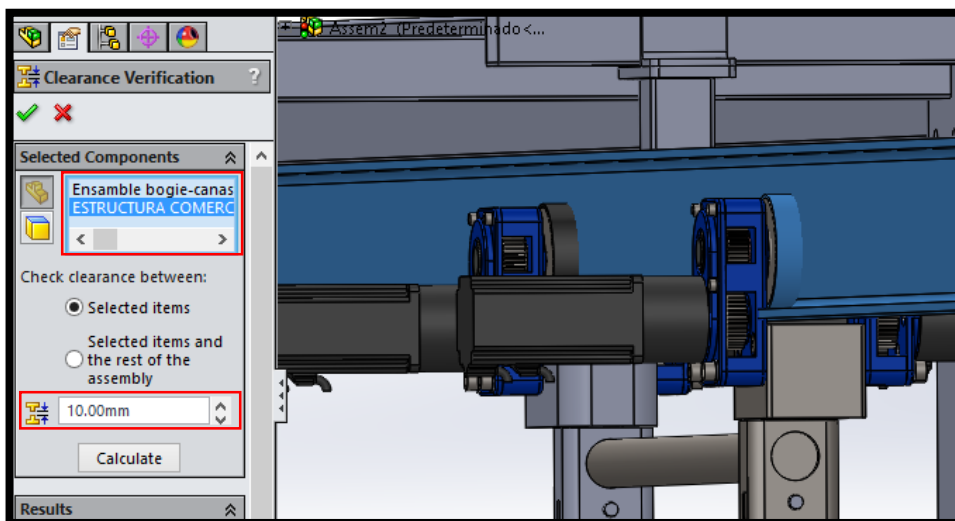 Assem2 (Predeterminado<...
Clearance Verification ?
Selected Components
Ensamble bogie-canas
ESTRUCTURA COMERC
Check clearance between:
Selected items
Selected items and
the rest of the
assembly
10.00mm
Calculate
Results